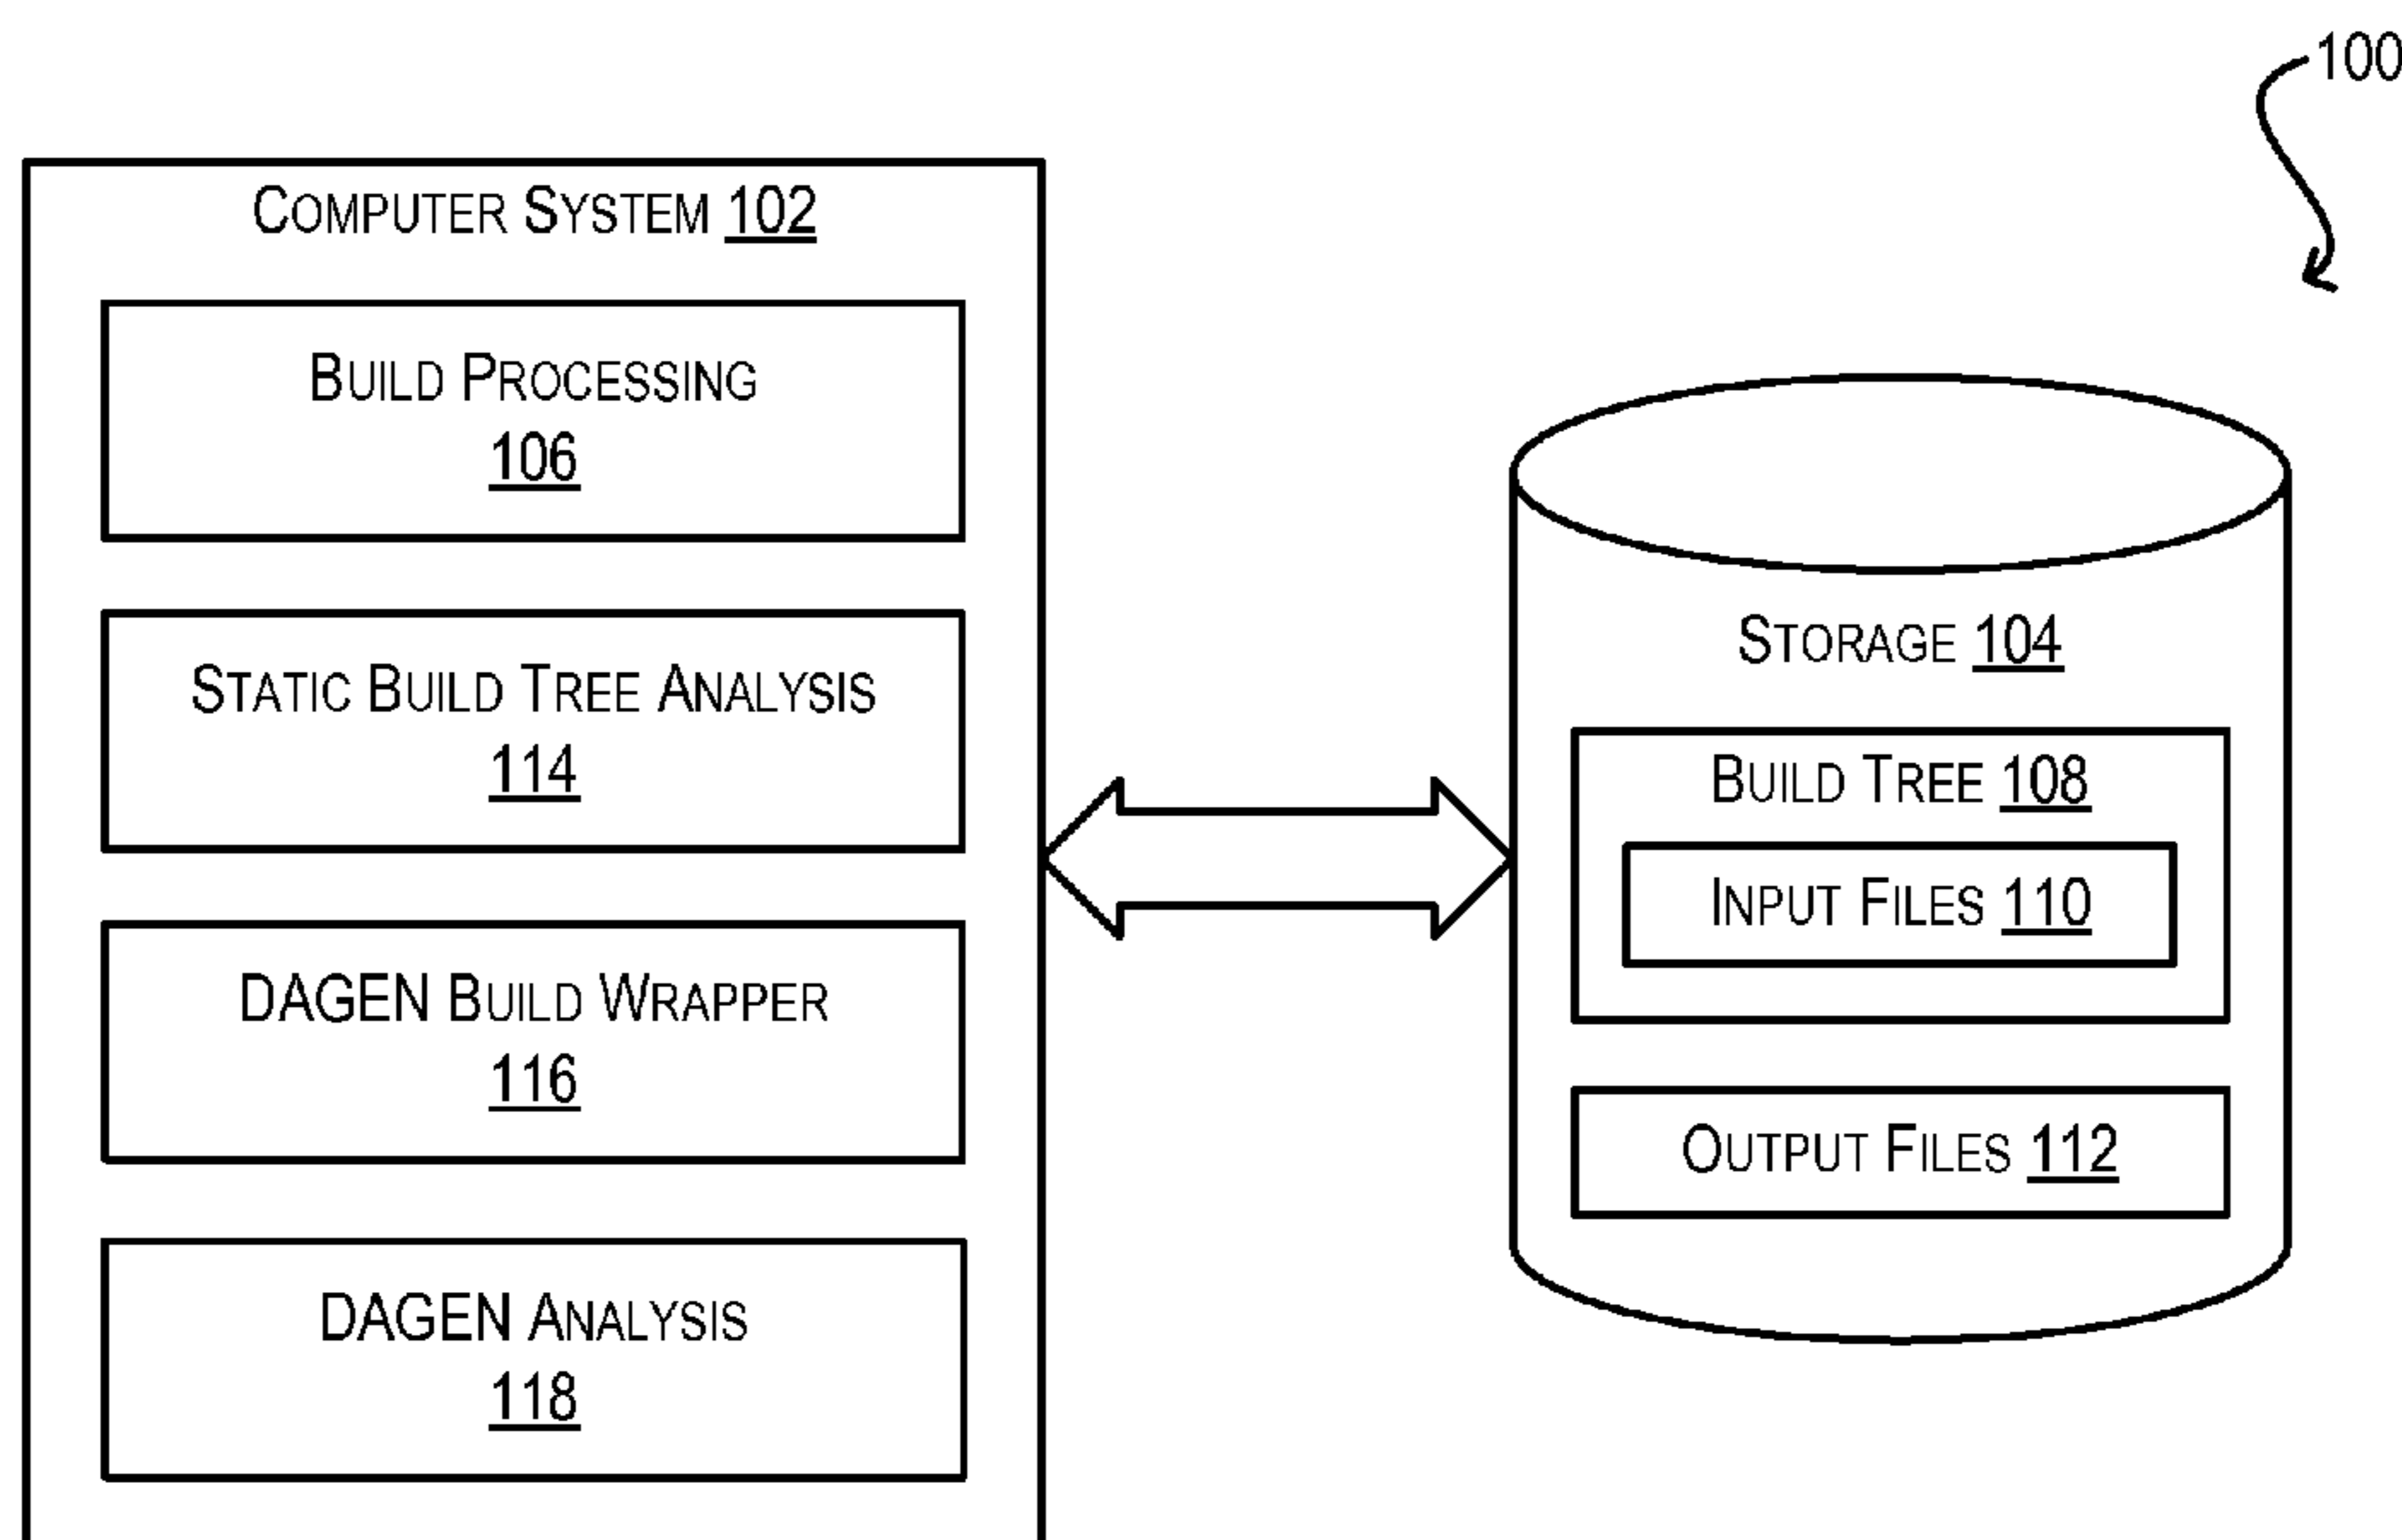 100
Computer System 102
Build Processing
106
Static Build Tree Analysis
114
DAGEN Build Wrapper
116
DAGEN Analysis
118
Storage 104
Build Tree 108
Input Files 110
Output Files 112